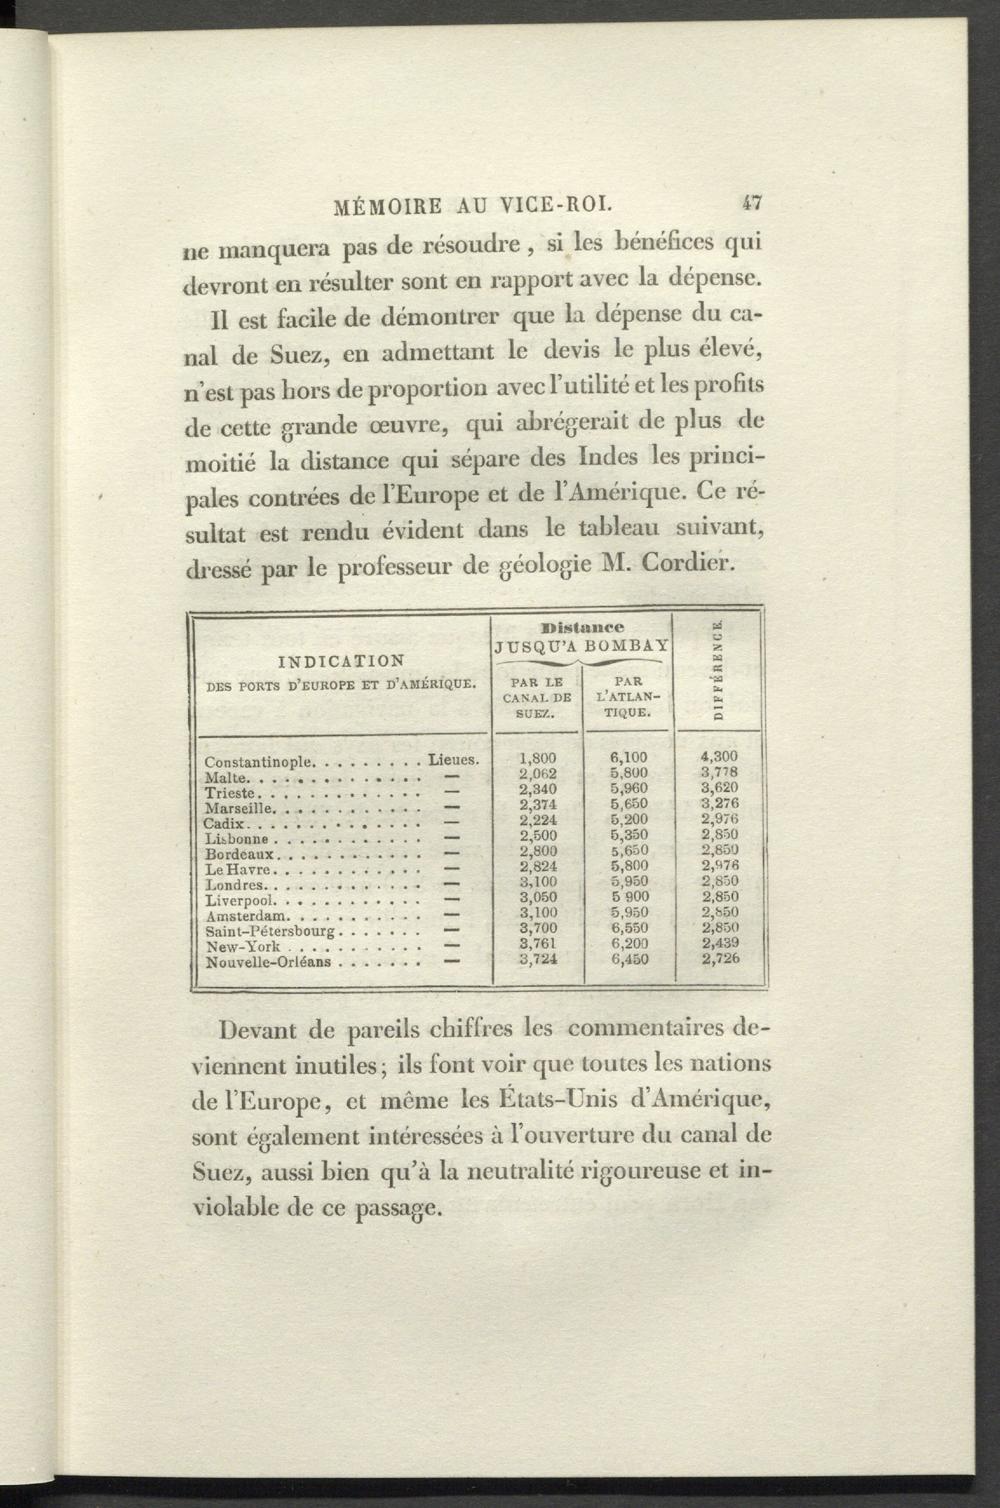 MÉMOIRE AU VICE-ROI. 47
ne manquera pas de résoudre, si les bénéfices qui
devront en résulter sont en rapport avec la dépense.
Il est facile de démontrer que la dépense du ca-
nal de Suez, en admettant le devis le plus élevé,
n'est pas hors de proportion avec l'utilité et les profits
de cette grande œuvre, qui abrégerait de plus de
moitié la distance qui sépare des Indes les princi-
pales contrées de l'Europe et de l'Amérique. Ce ré-
sultat est rendu évident dans le tableau suivant,
dressé par le professeur de géologie M. Cordier.
INDICATION
DES PORTS D'EUROPE ET D'AMÉRIQUE.
Distance
JUSQU'A BOMBAY
PAR LE
CANAL DE
SUEZ.
PAR
L'ATLAN-
TIQUE.
DIFFÉRENCE.
Constantinople. . . . . . . . . Lieues. 1,800 6,100 4,300
Malte. . . . . . . . . . . . — 2,062 5,800 3,778
Trieste. . . . . . . . . . . . — 2,340 5,960 3,620
Marseille. . . . . . . . . . . — 2,374 5,650 3,276
Cadix. . . . . . . . . . . . — 2,224 5,200 2,976
Lisbonne . . . . . . . . . . . — 2,500 5,350 2,850
Bordeaux. . . . . . . . . . . — 2,800 5,650 2,850
Le Havre. . . . . . . . . . . — 2,824 5,800 2,976
Londres. . . . . . . . . . . . — 3,100 5,950 2,850
Liverpool. . . . . . . . . . . — 3,050 5 900 2,850
Amsterdam. . . . . . . . . . — 3,100 5,950 2,850
Saint-Pétersbourg . . . . . . . — 3,700 6,550 2,850
New-York . . . . . . . . . . — 3,761 6,200 2,439
Nouvelle-Orléans . . . . . . . — 3,724 6,450 2,726
Devant de pareils chiffres les commentaires de-
viennent inutiles; ils font voir que toutes les nations
de l'Europe, et même les États-Unis d'Amérique,
sont également intéressées à l'ouverture du canal de
Suez, aussi bien qu'à la neutralité rigoureuse et in-
violable de ce passage.